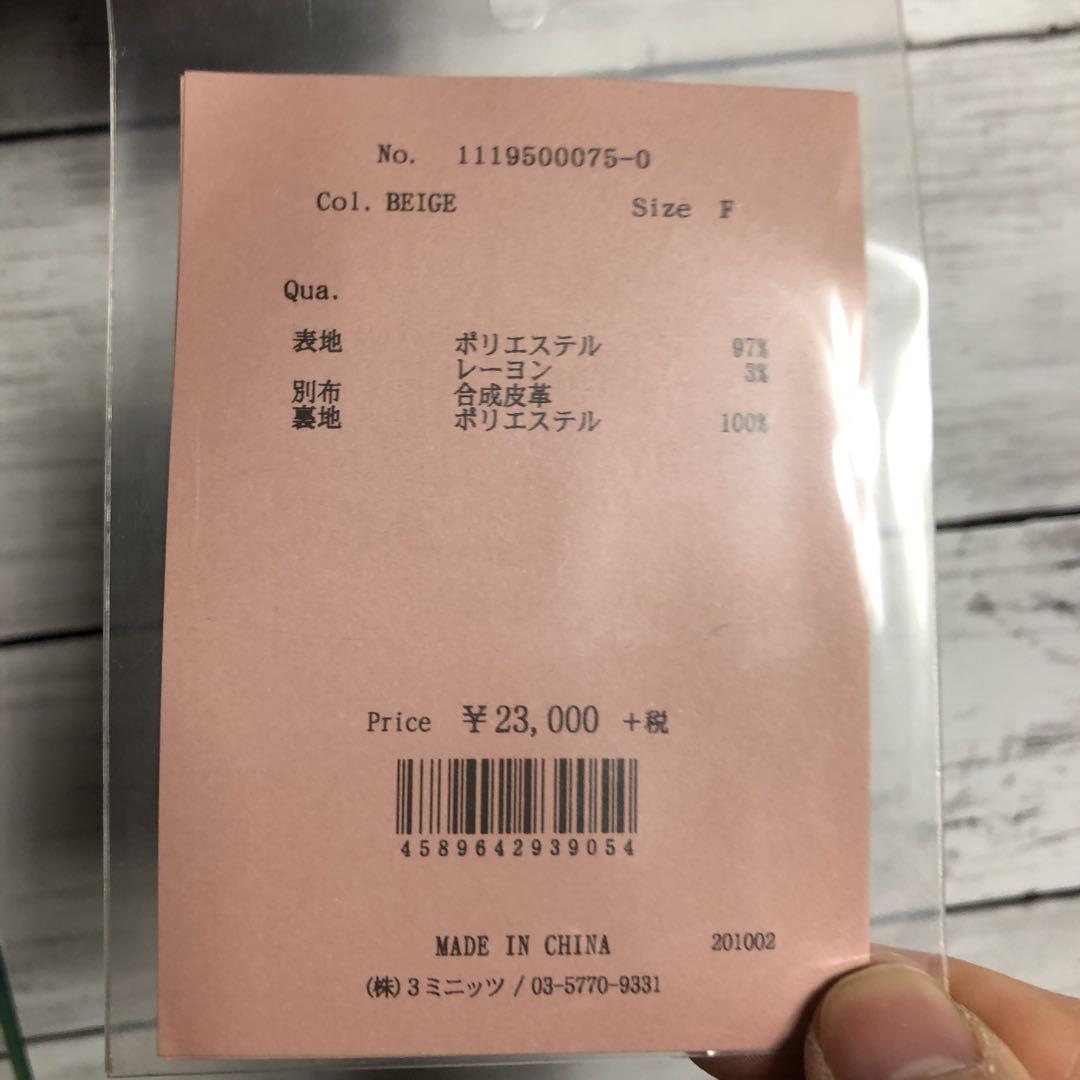 No. 1119500075-0
Col. BEIGE Size F
Qua.
表地 ポリエステル 97%
レーヨン 3%
別布 合成皮革
裏地 ポリエステル 100%
Price ¥23,000 +税
4589642939054
MADE IN CHINA 201002
(株)3ミニッツ / 03-5770-9331